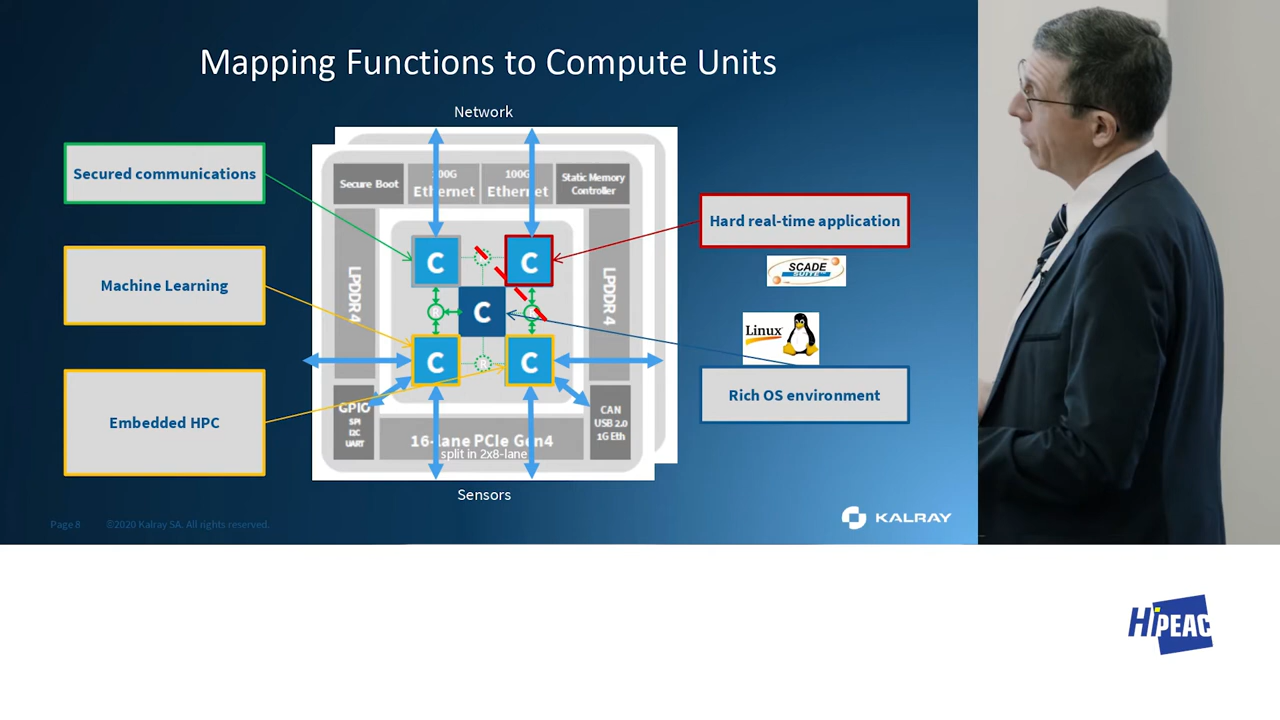 Mapping Functions to Compute Units
Network
Secured communications
Machine Learning
Embedded HPC
Secure Boot
Ethernet
100G
Ethernet
Static Memory
Controller
LPDDR4
LPDDR4
C
C
C
C
C
GPIO
SPI
I2C
UART
16-lane PCIe Gen4
split in 2x8-lane
CAN
USB 2.0
1G Eth
Hard real-time application
SCADE
SUITE
Linux
Rich OS environment
Sensors
Page 8
©2020 Kalray SA. All rights reserved.
KALRAY
HiPEAC